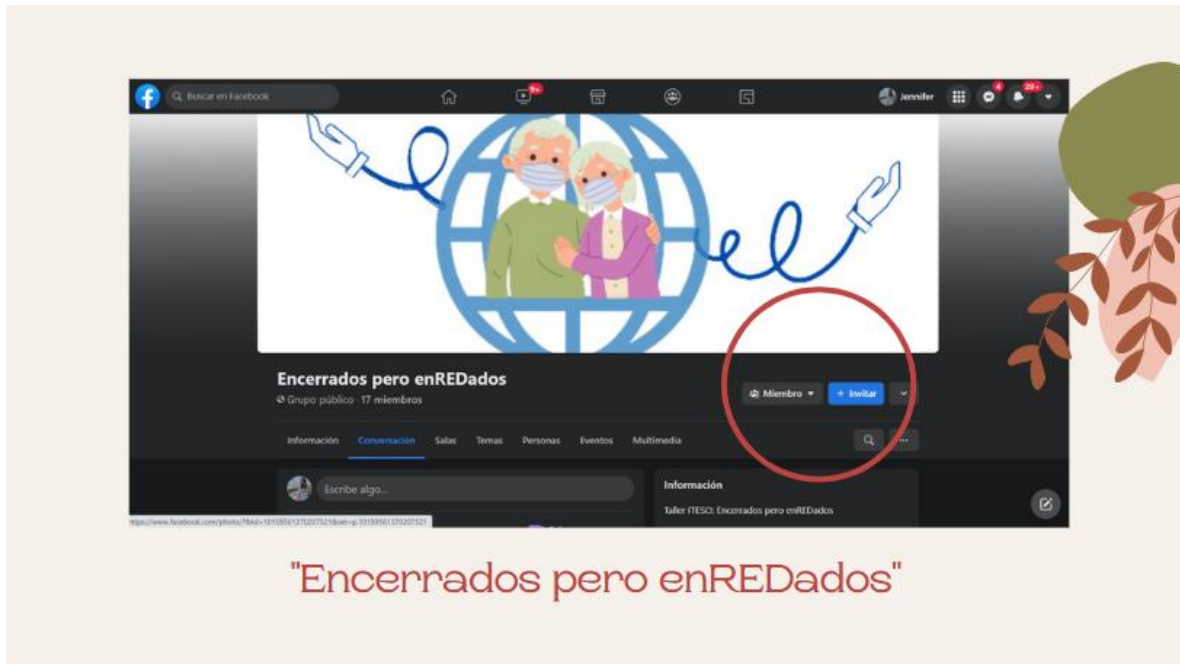 Buscar en Facebook
9+
Jennifer
4
20+
Encerrados pero enREDados
Grupo público · 17 miembros
Miembro
+ Invitar
Información Conversación Salas Temas Personas Eventos Multimedia
Escribe algo...
Información
Taller ITESO: Encerrados pero enREDados
"Encerrados pero enREDados"